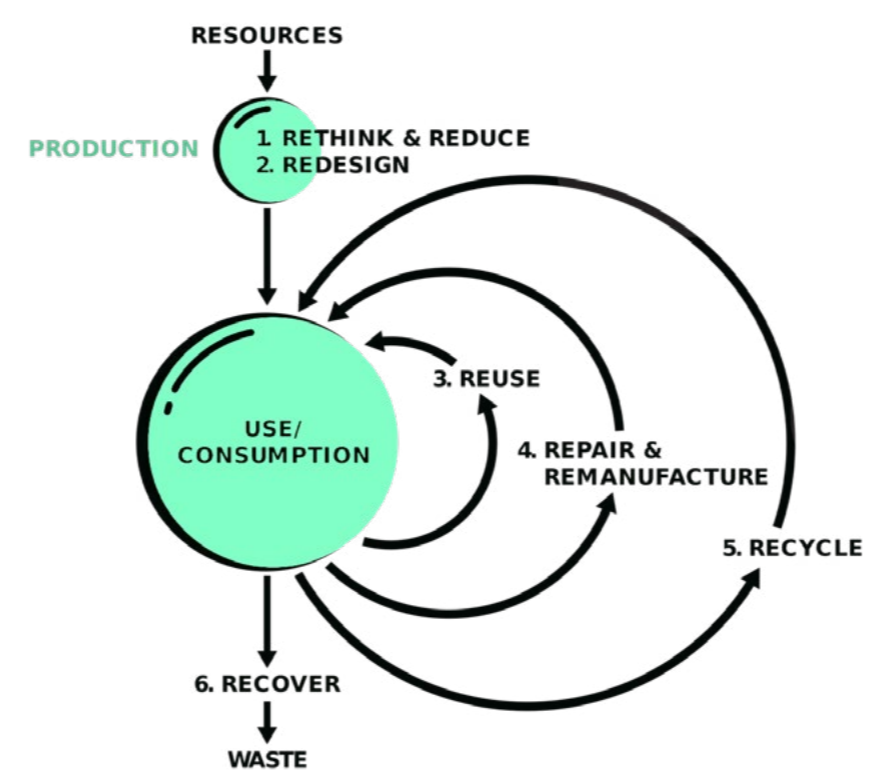 RESOURCES
PRODUCTION
1. RETHINK & REDUCE
2. REDESIGN
3. REUSE
USE/
CONSUMPTION
4. REPAIR &
REMANUFACTURE
5. RECYCLE
6. RECOVER
WASTE